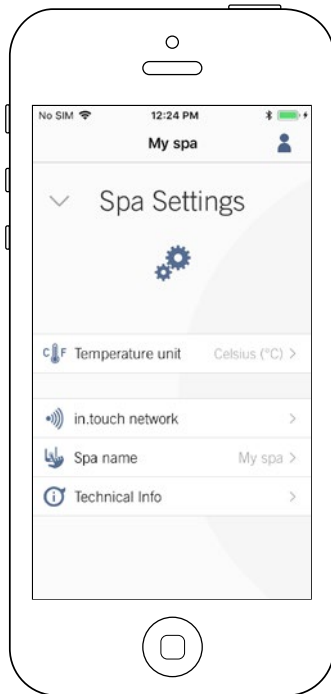 No SIM 12:24 PM
My spa
Spa Settings
C F Temperature unit Celsius (°C) >
in.touch network >
Spa name My spa >
Technical Info >